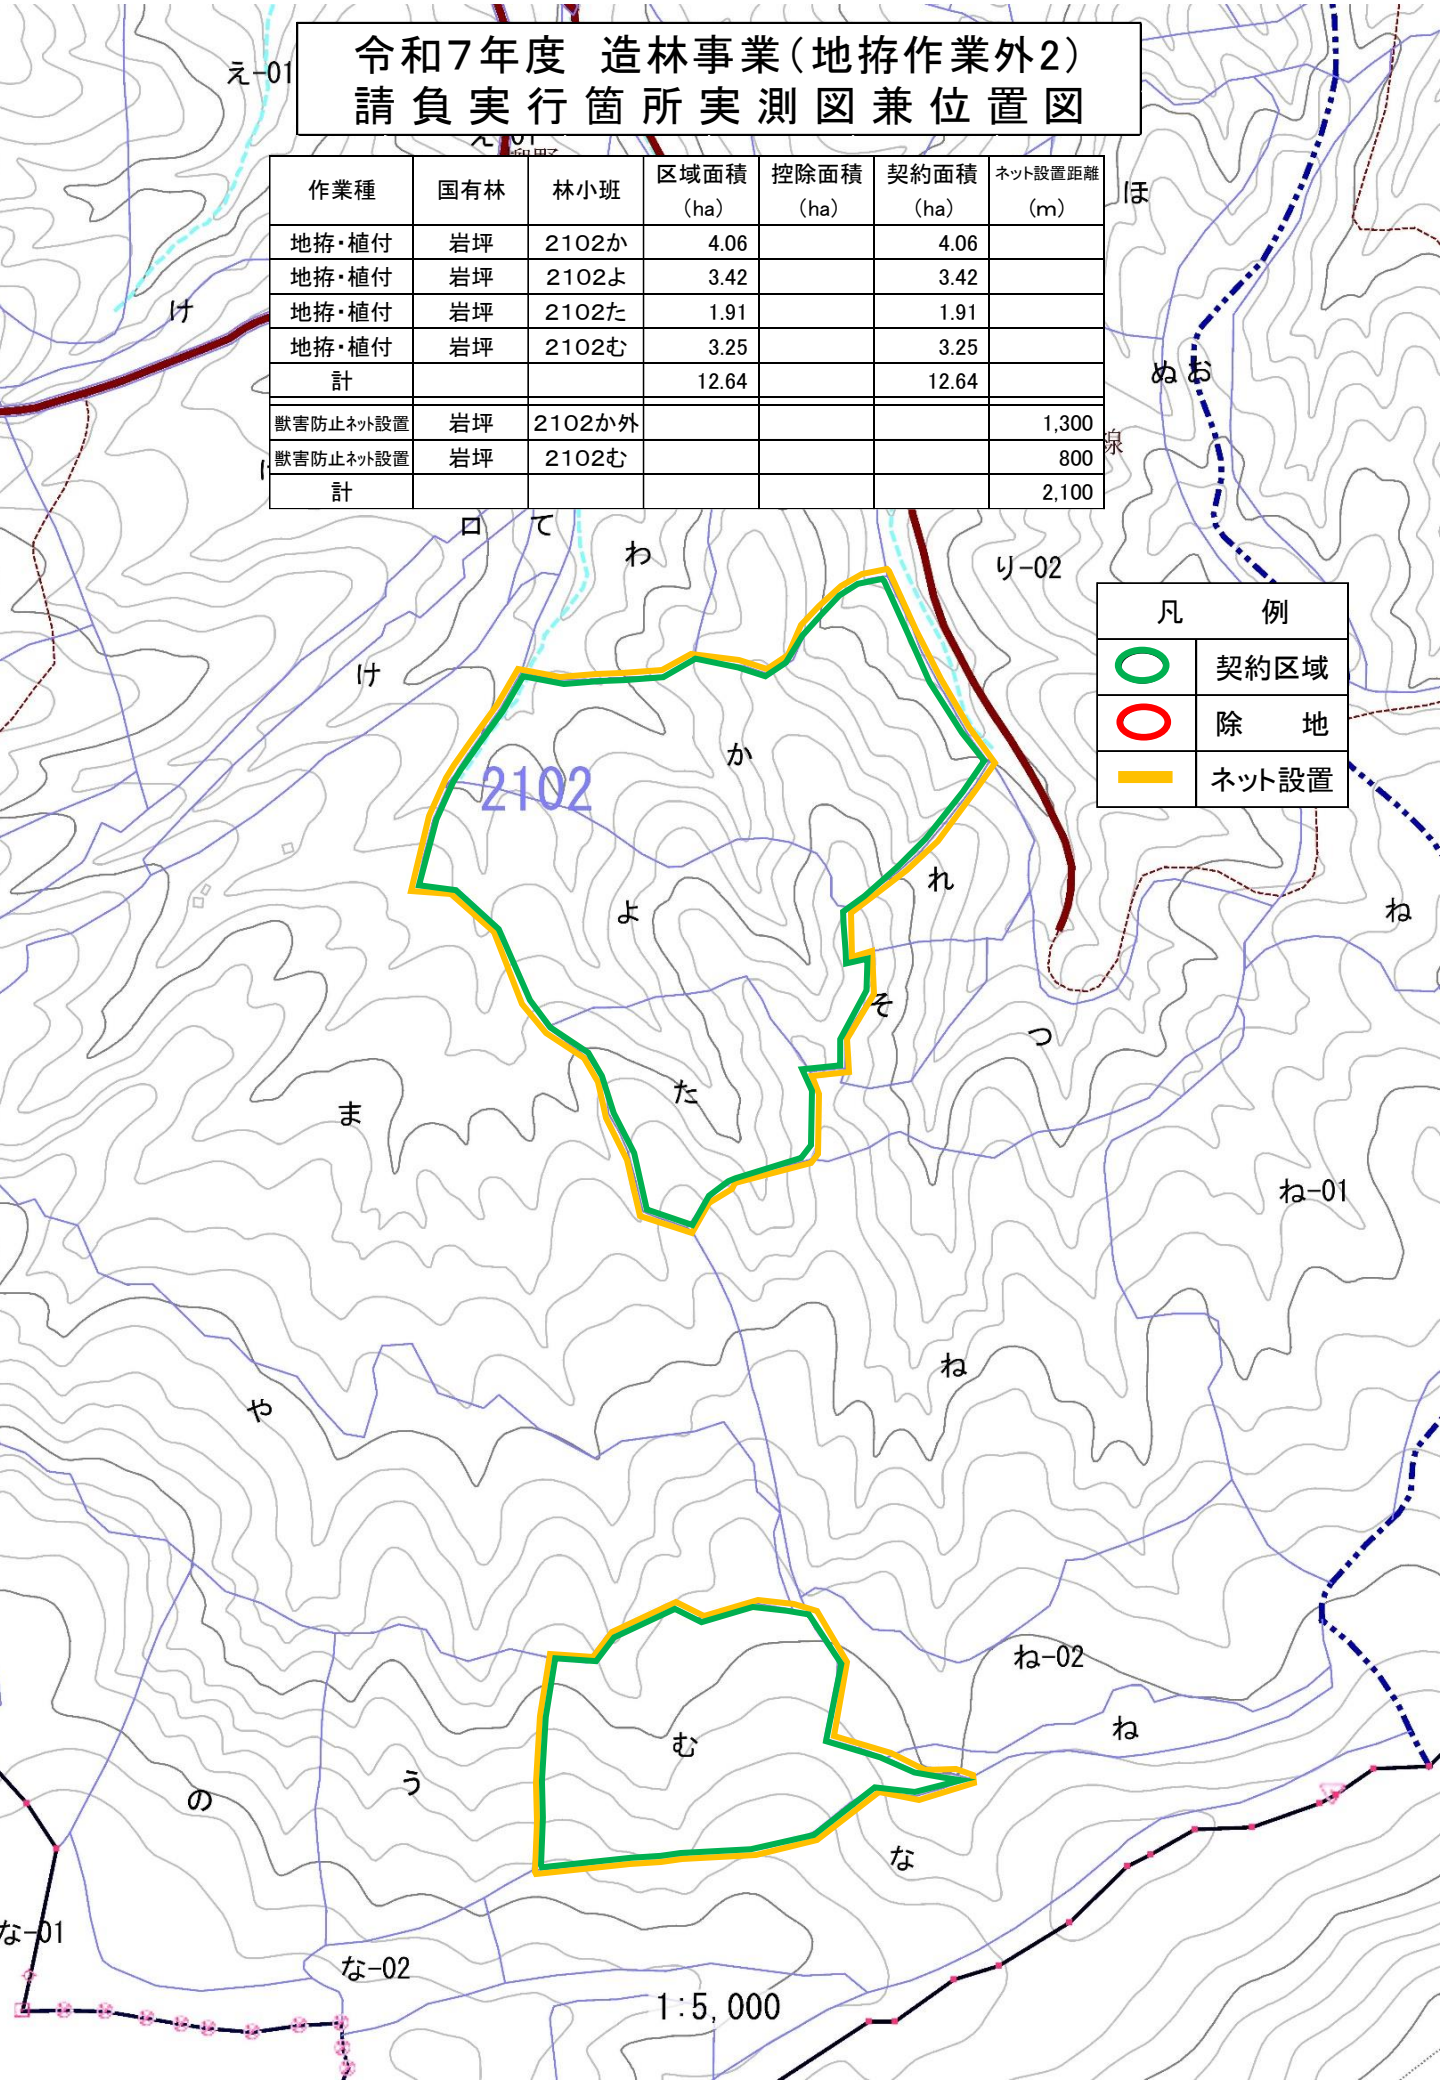 令和7年度 造林事業(地拵作業外2)
請負実行箇所実測図兼位置図
え-01
作業種 国有林 林小班 区域面積(ha) 控除面積(ha) 契約面積(ha) ネット設置距離(m)
地拵・植付 岩坪 2102か 4.06 4.06
地拵・植付 岩坪 2102よ 3.42 3.42
地拵・植付 岩坪 2102た 1.91 1.91
地拵・植付 岩坪 2102む 3.25 3.25
計 12.64 12.64
獣害防止ネット設置 岩坪 2102か外 1,300
獣害防止ネット設置 岩坪 2102む 800
計 2,100
ほ
け
ぬ お
線
ロ て
わ
り-02
凡 例
契約区域
除 地
ネット設置
け
か
2102
れ
よ
ね
そ
つ
た
ま
ね-01
ね
や
ね-02
ね
む
う
の
な
な-01
な-02
1:5,000